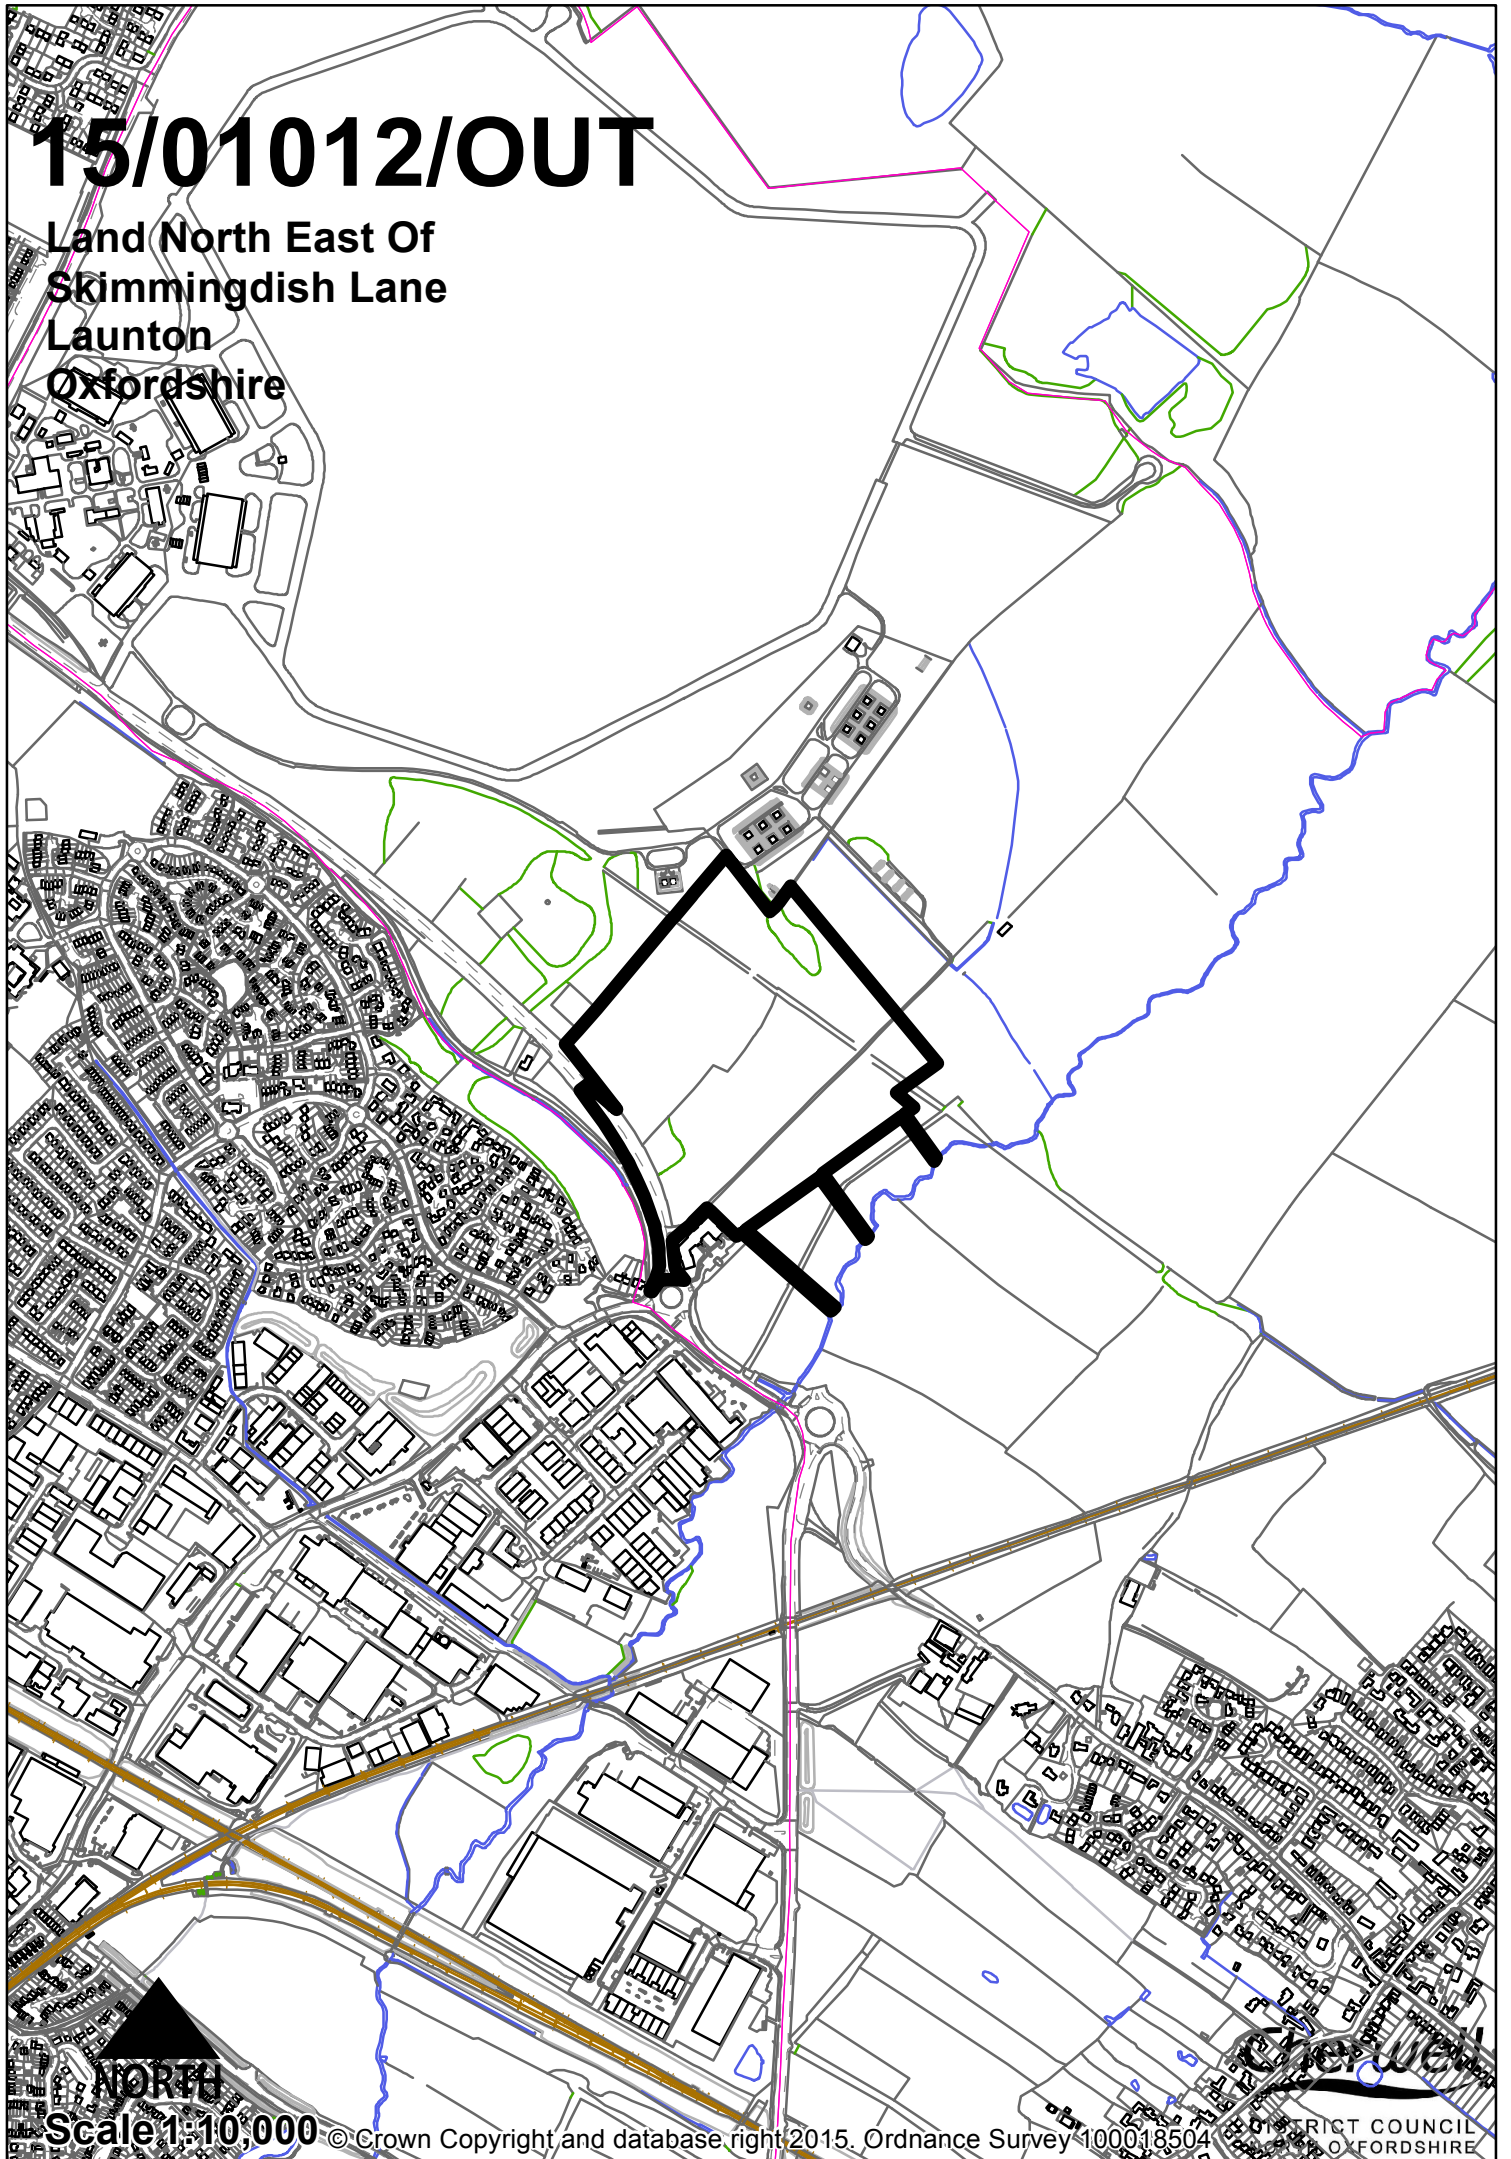 15/01012/OUT
Land North East Of
Skimmingdish Lane
Launton
Oxfordshire
NORTH
Scale 1:10,000
© Crown Copyright and database right 2015. Ordnance Survey 100018504
Cherwell
DISTRICT COUNCIL
OXFORDSHIRE